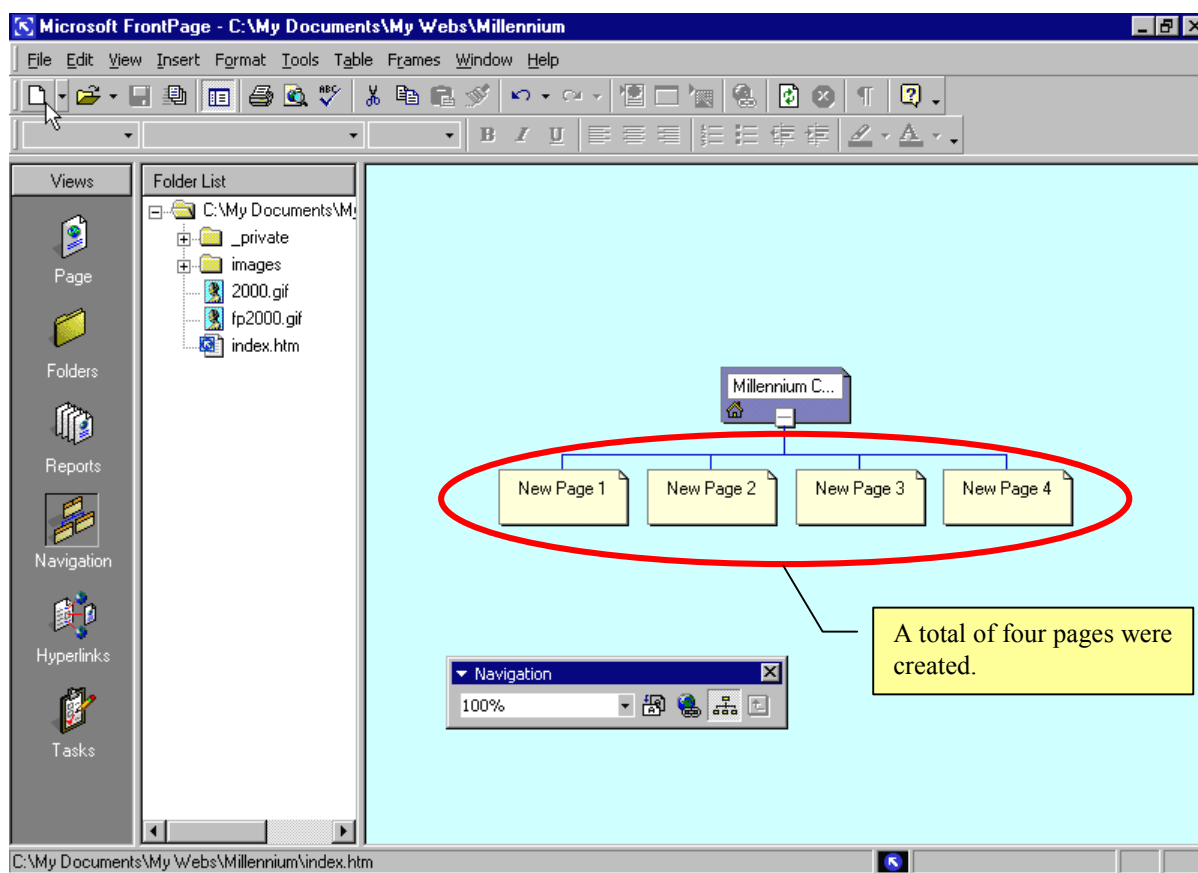 Microsoft FrontPage - C:\My Documents\My Webs\Millennium
File Edit View Insert Format Tools Table Frames Window Help
ABC
B I U A
Views
Page
Folders
Reports
Navigation
Hyperlinks
Tasks
Folder List
C:\My Documents\My
_private
images
2000.gif
fp2000.gif
index.htm
Millennium C...
New Page 1 New Page 2 New Page 3 New Page 4
A total of four pages were
created.
Navigation
100%
C:\My Documents\My Webs\Millennium\index.htm